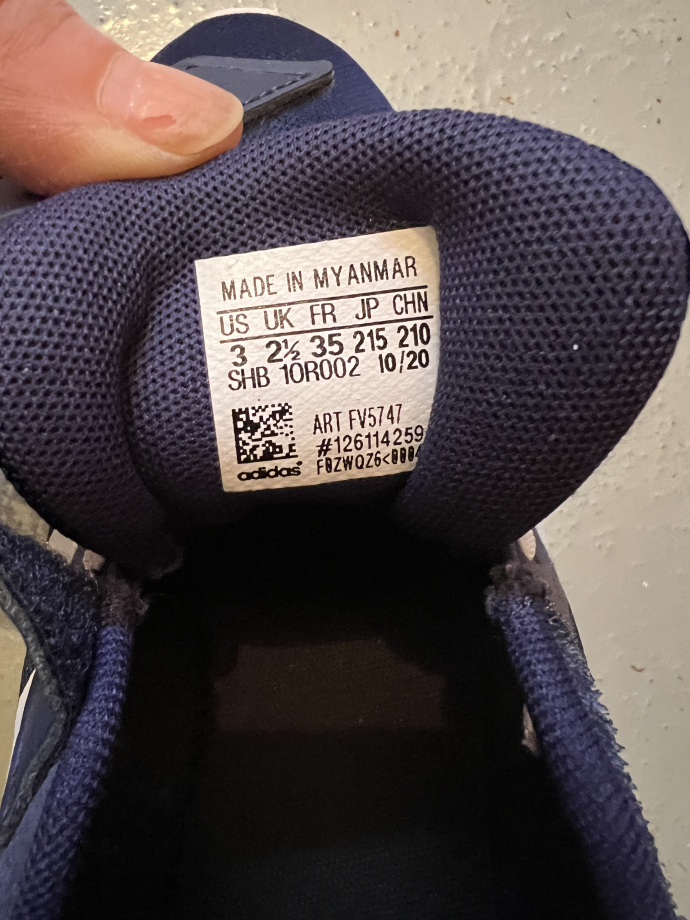 MADE IN MYANMAR
US UK FR JP CHN
3 2½ 35 215 210
SHB 10R002 10/20
ART FV5747
#126114259
adidas